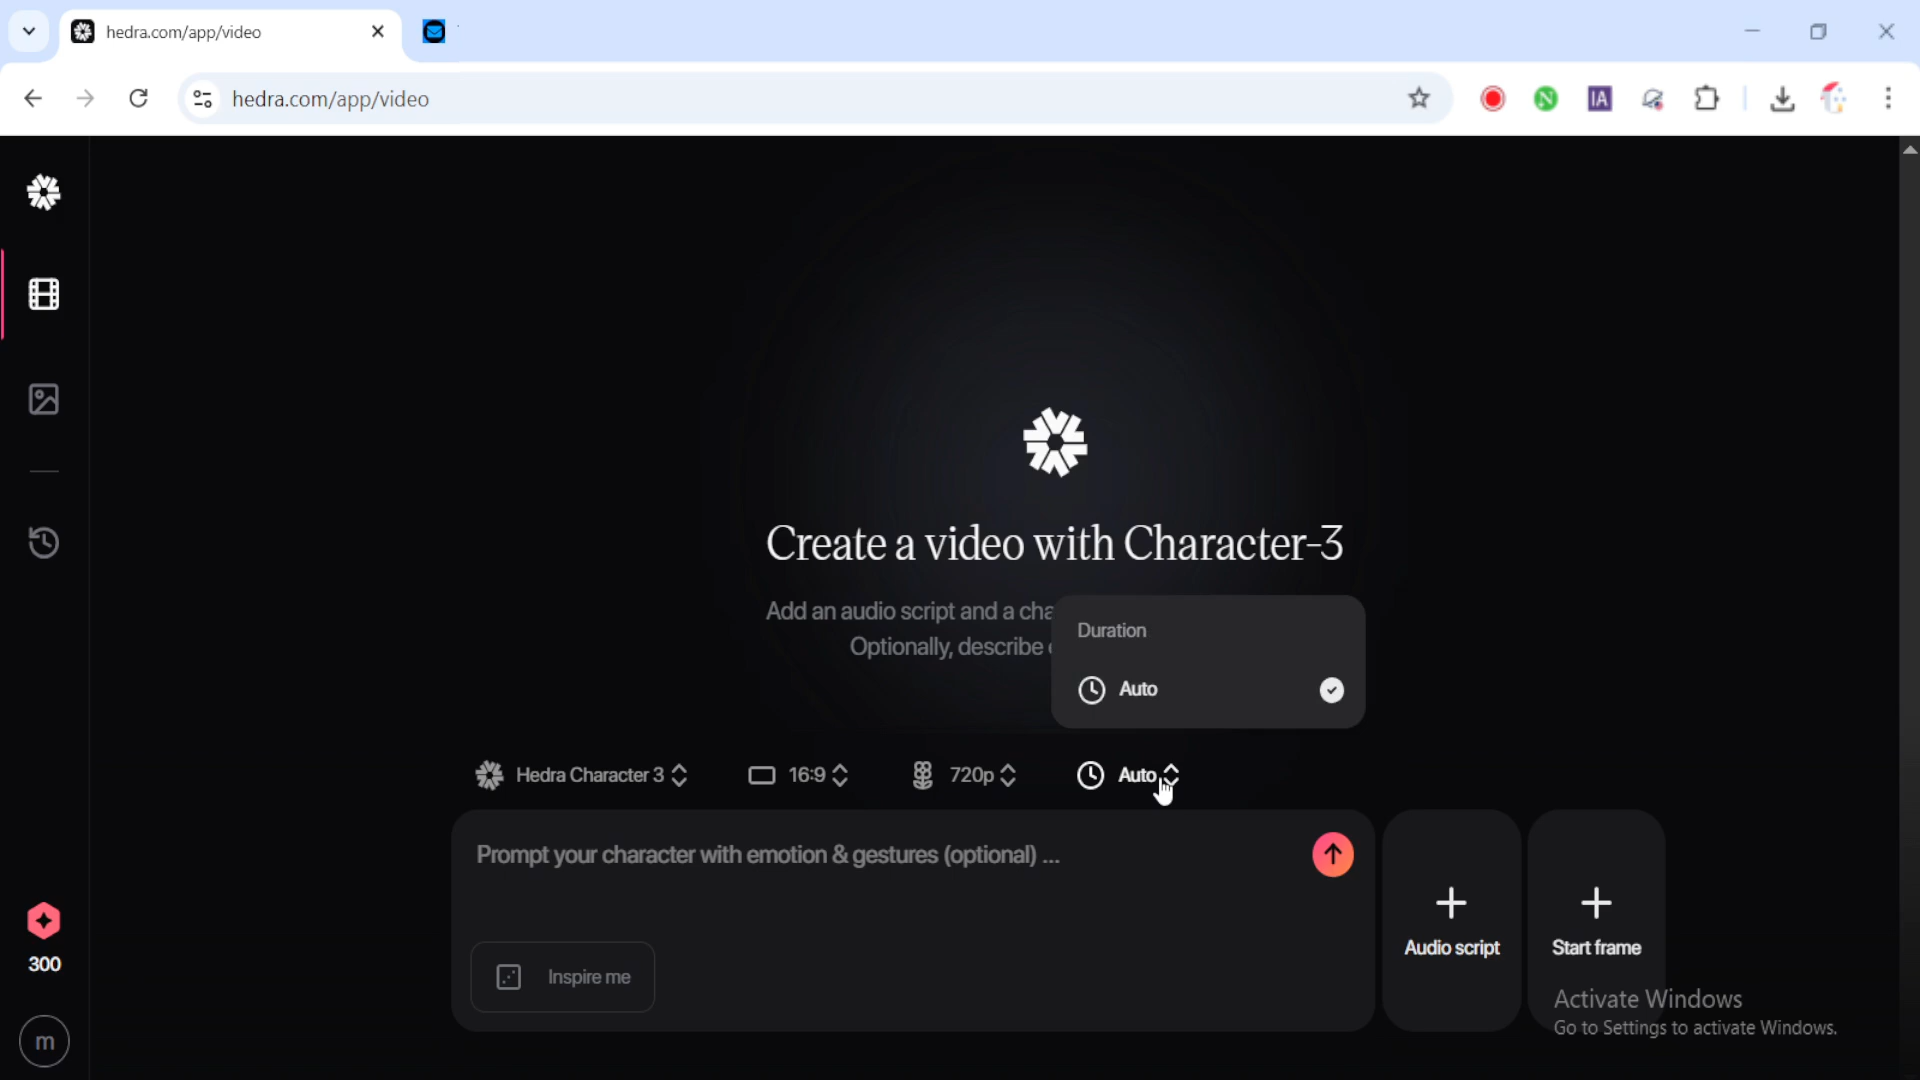 hedra.com/app/video
hedra.com/app/video
IA
N
Create a video with Character-3
Add an audio script and a cha
Optionally, describe
Duration
Auto
Hedra Character 3
16:9
720p
Auto
Prompt your character with emotion & gestures (optional) ...
Inspire me
Audio script
Start frame
300
m
Activate Windows
Go to Settings to activate Windows.